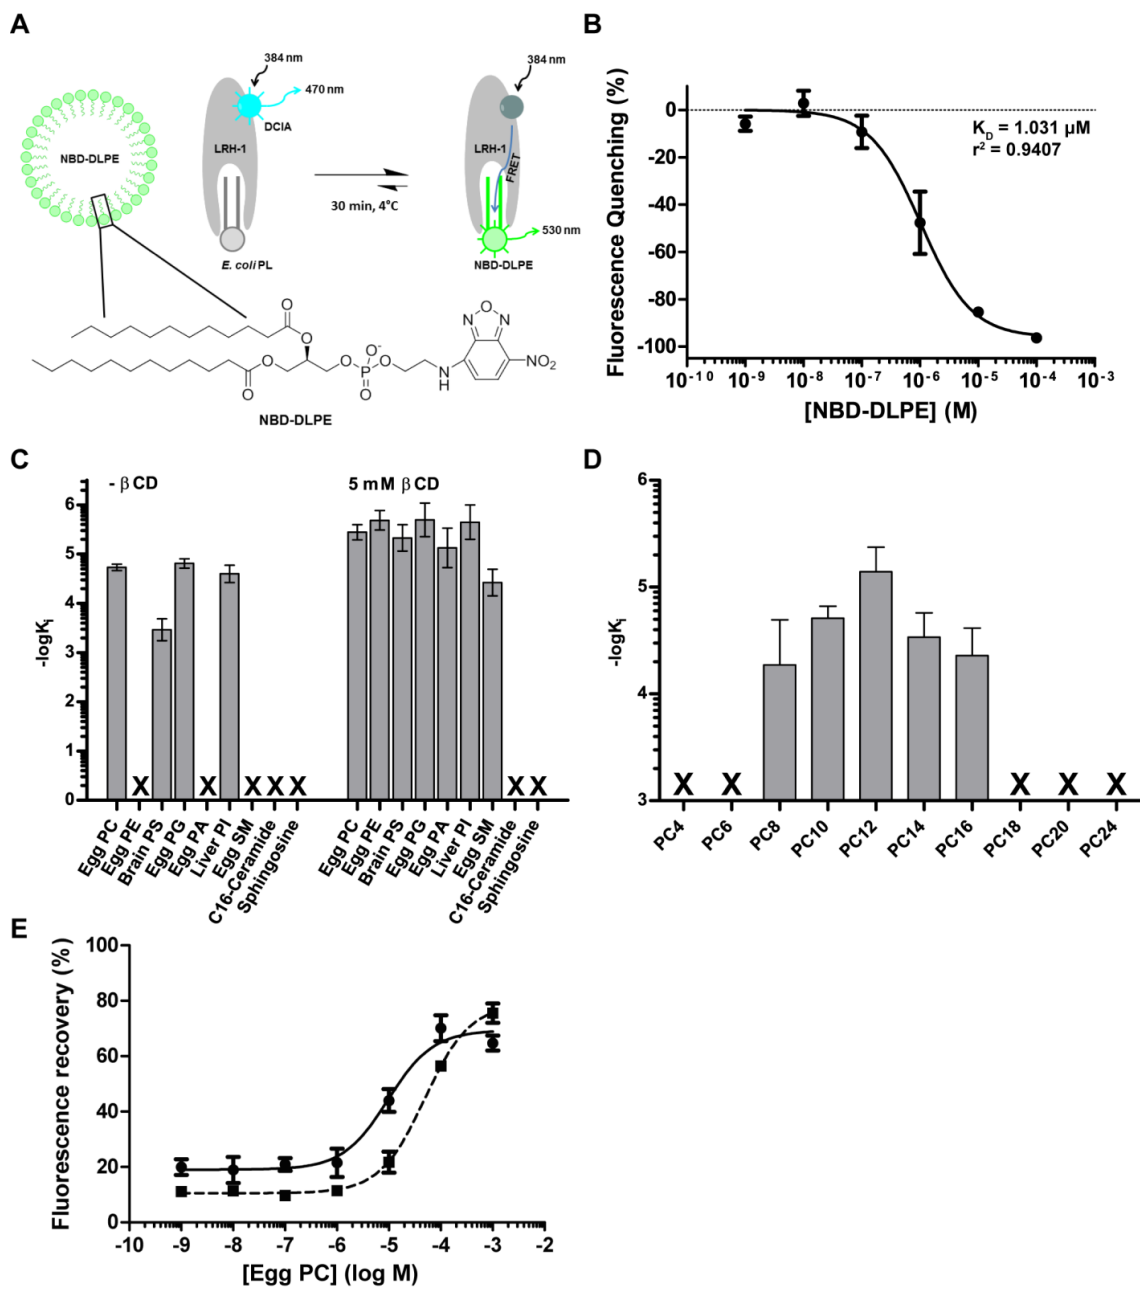 A
384 nm
470 nm
DCIA
NBD-DLPE
LRH-1
E. coli PL
30 min, 4°C
384 nm
LRH-1
FRET
530 nm
NBD-DLPE
O
O
O
O
O
P
O⁻
O
O
N
H
N
O
N
NO₂
NBD-DLPE
B
Fluorescence Quenching (%)
0
-20
-40
-60
-80
-100
K_D = 1.031 µM
r² = 0.9407
10⁻¹⁰ 10⁻⁹ 10⁻⁸ 10⁻⁷ 10⁻⁶ 10⁻⁵ 10⁻⁴ 10⁻³
[NBD-DLPE] (M)
C
- β CD
5 mM β CD
-logKᵢ
6
5
4
3
2
1
0
X X X X X X X
Egg PC
Egg PE
Brain PS
Egg PG
Egg PA
Liver PI
Egg SM
C16-Ceramide
Sphingosine
Egg PC
Egg PE
Brain PS
Egg PG
Egg PA
Liver PI
Egg SM
C16-Ceramide
Sphingosine
D
-logKᵢ
6
5
4
3
X X X X X
PC4
PC6
PC8
PC10
PC12
PC14
PC16
PC18
PC20
PC24
E
Fluorescence recovery (%)
100
80
60
40
20
0
-10 -9 -8 -7 -6 -5 -4 -3 -2
[Egg PC] (log M)